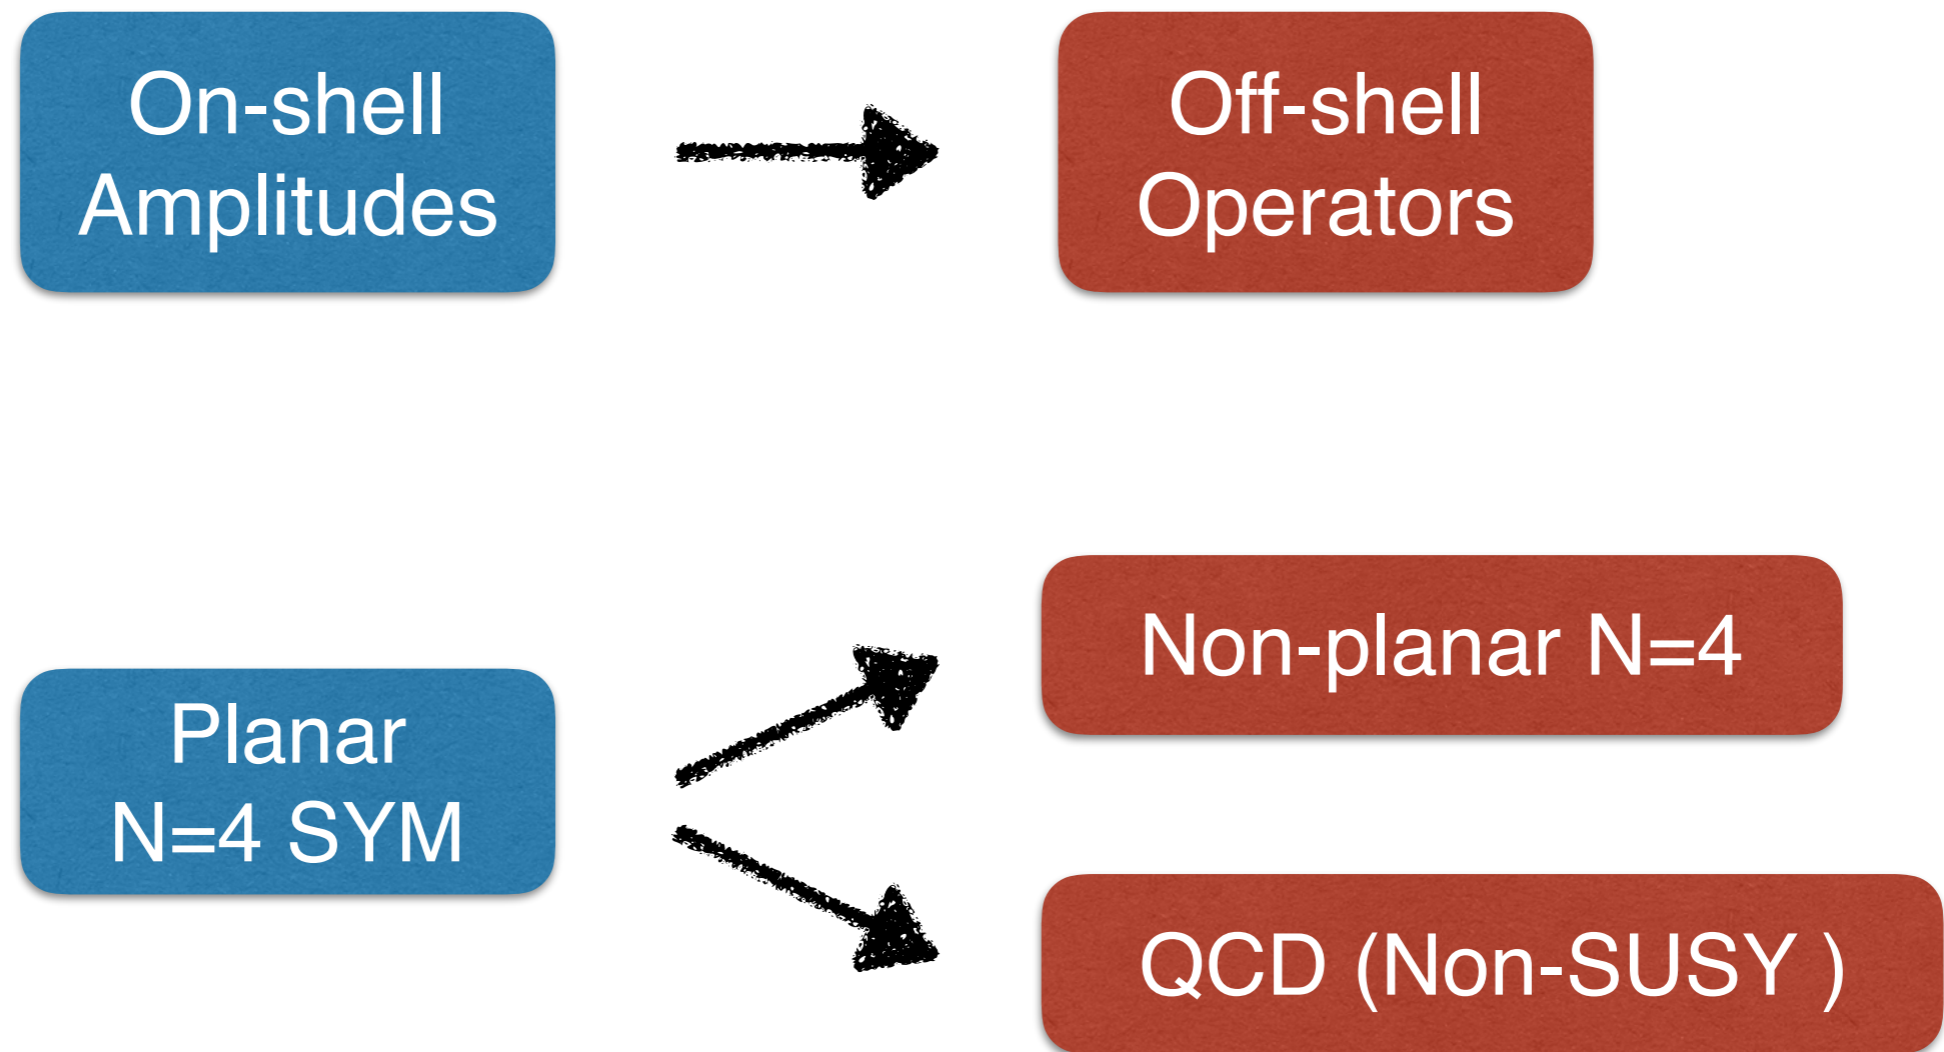 On-shell
Amplitudes
Off-shell
Operators
Non-planar N=4
Planar
N=4 SYM
QCD (Non-SUSY )